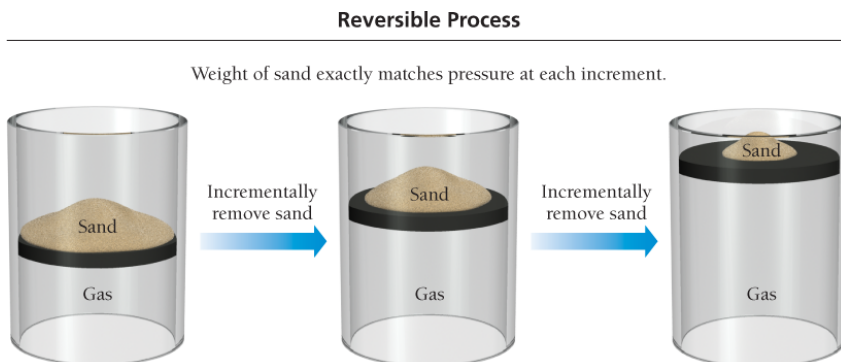 Reversible Process
Weight of sand exactly matches pressure at each increment.
Sand
Gas
Incrementally
remove sand
Sand
Gas
Incrementally
remove sand
Sand
Gas